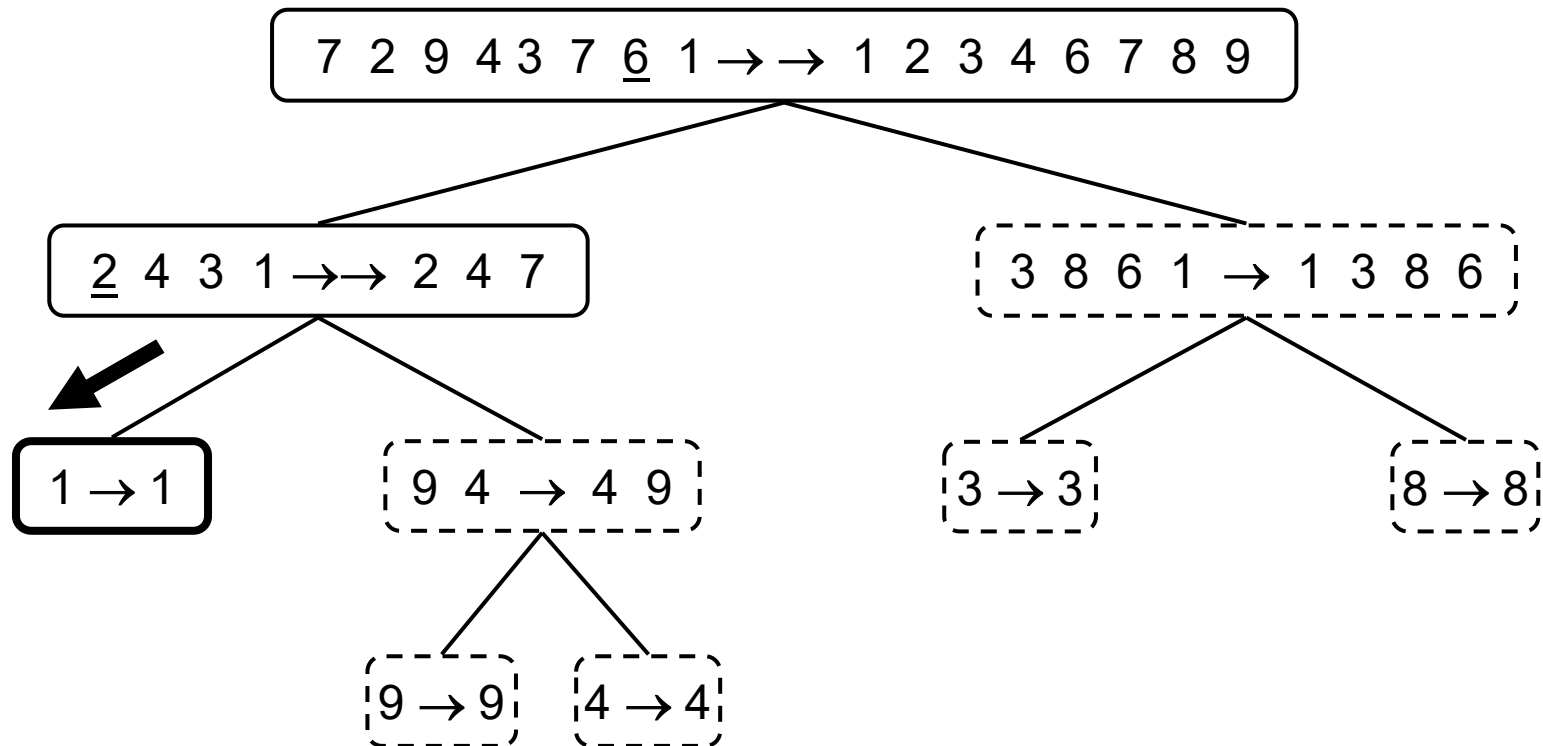 7 2 9 4 3 7 6 1 → → 1 2 3 4 6 7 8 9
2 4 3 1 →→ 2 4 7
3 8 6 1 → 1 3 8 6
1 → 1
9 4 → 4 9
3 → 3
8 → 8
9 → 9
4 → 4